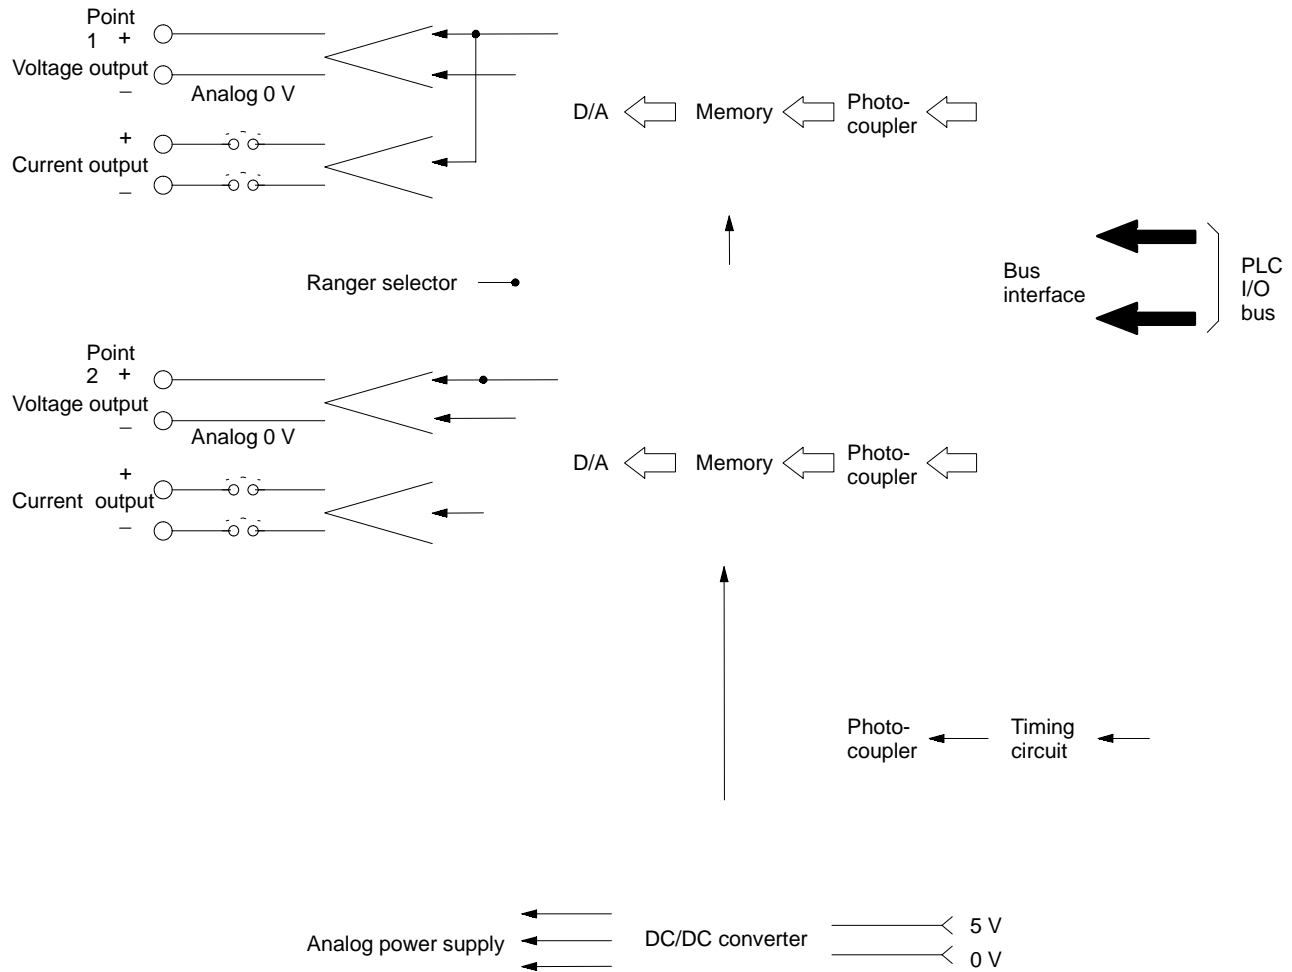 Point
1 +
Voltage output
–
Analog 0 V
+
Current output
–
D/A
Memory
Photo-
coupler
Ranger selector
Bus
interface
PLC
I/O
bus
Point
2 +
Voltage output
–
Analog 0 V
+
Current output
–
D/A
Memory
Photo-
coupler
Photo-
coupler
Timing
circuit
Analog power supply
DC/DC converter
5 V
0 V